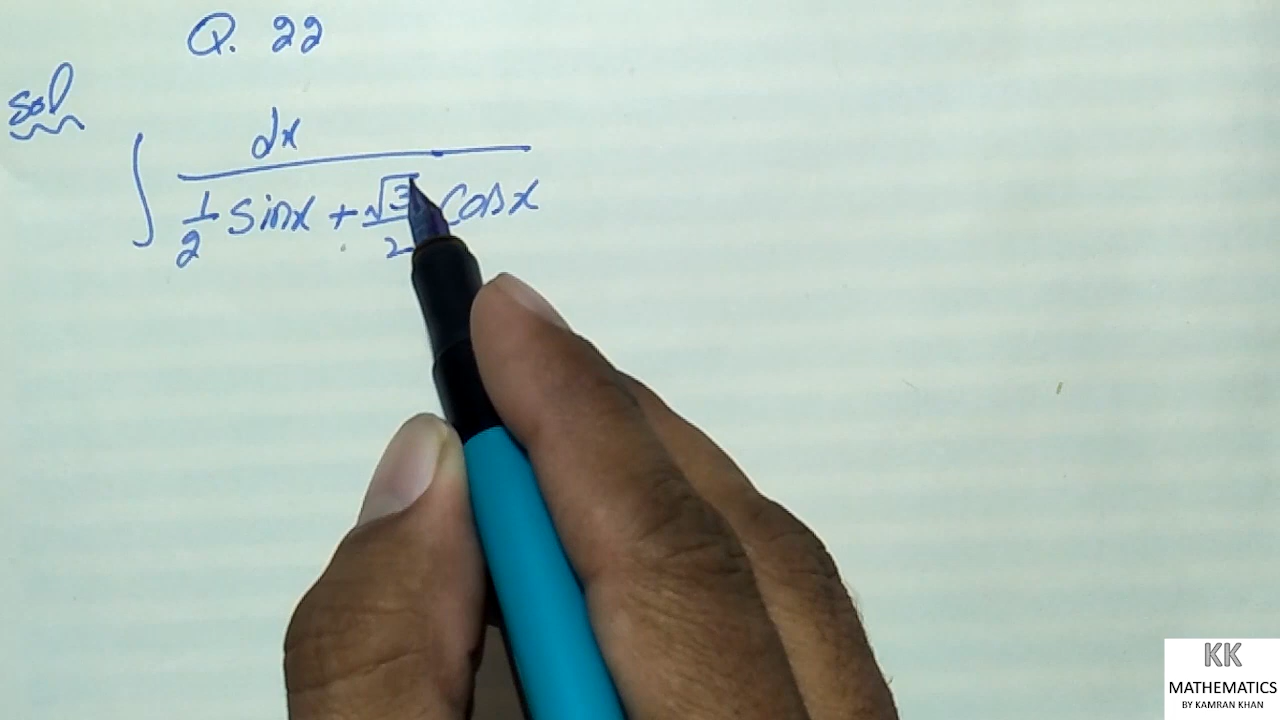 Q. 22
Sol
∫ dx / (1/2 sinx + √3/2 cosx)
KK
MATHEMATICS
BY KAMRAN KHAN